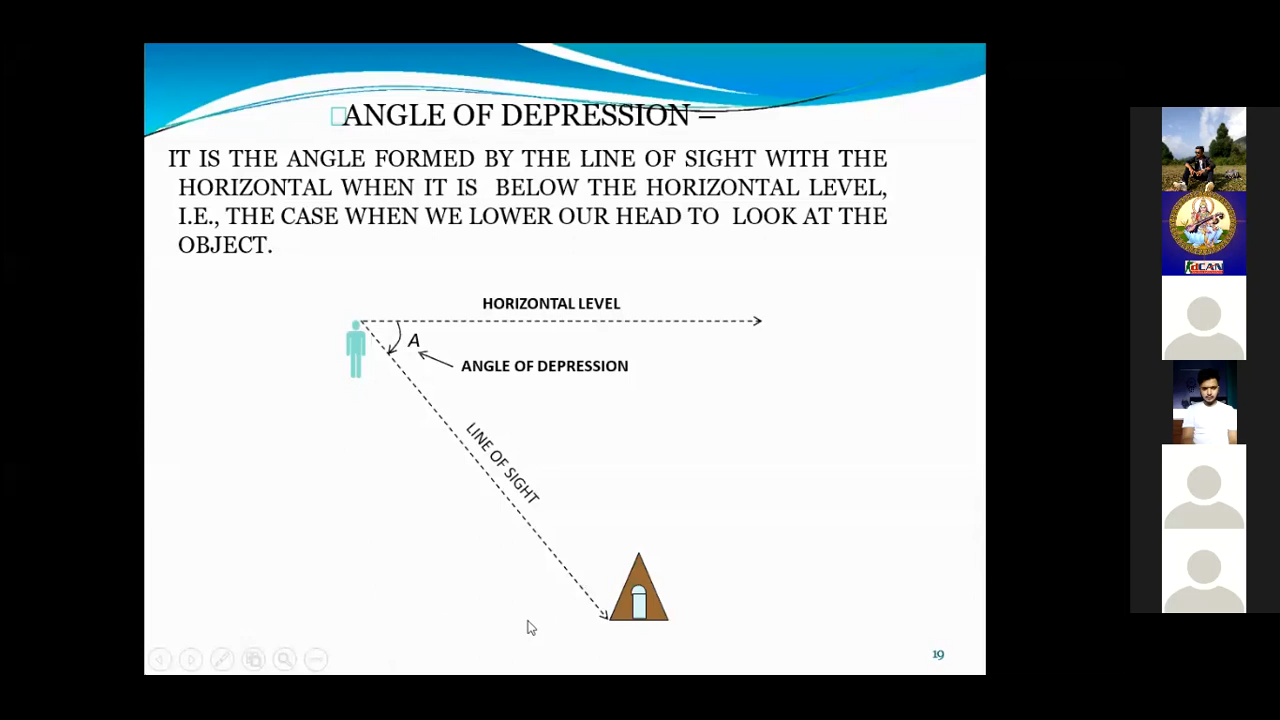 ANGLE OF DEPRESSION –
IT IS THE ANGLE FORMED BY THE LINE OF SIGHT WITH THE
HORIZONTAL WHEN IT IS BELOW THE HORIZONTAL LEVEL,
I.E., THE CASE WHEN WE LOWER OUR HEAD TO LOOK AT THE
OBJECT.
HORIZONTAL LEVEL
A
ANGLE OF DEPRESSION
LINE OF SIGHT
19